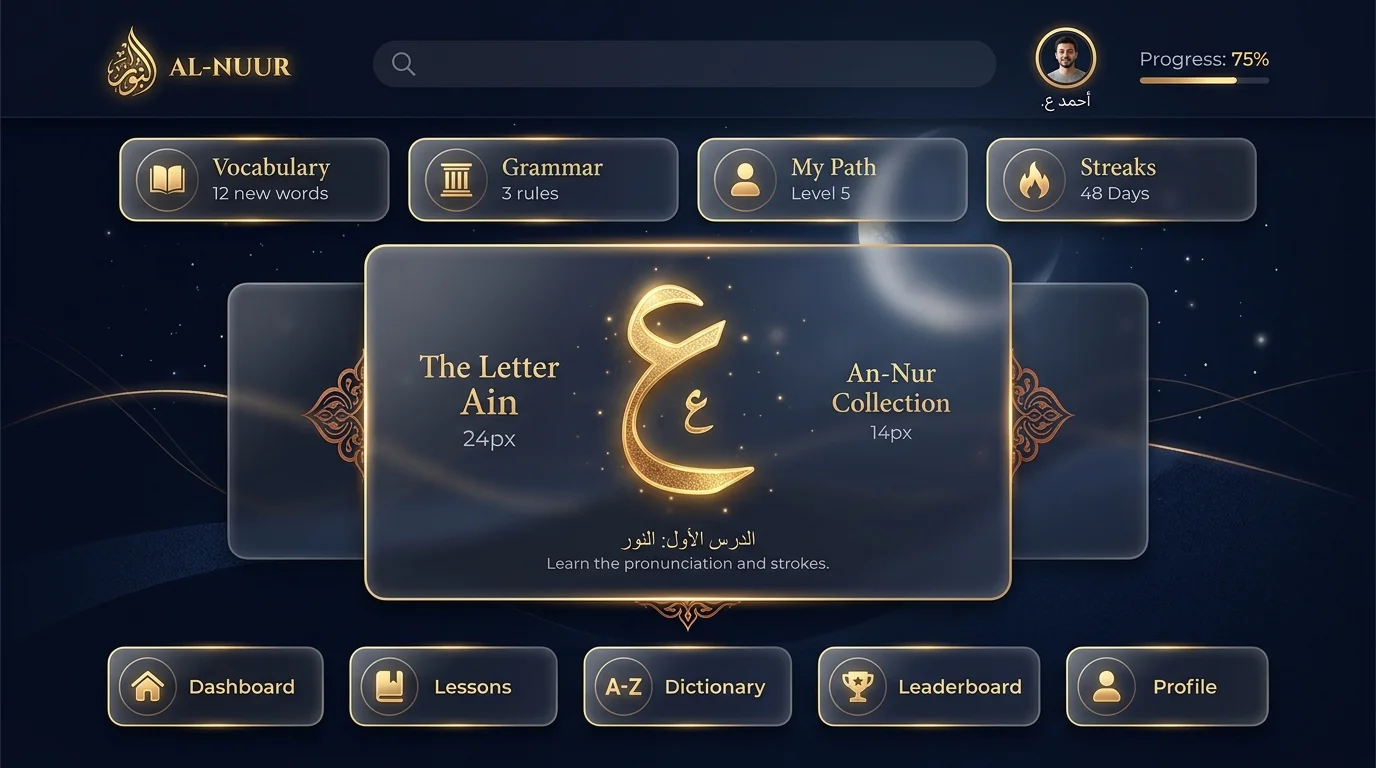 النور
AL-NUUR
أحمد ع.
Progress: 75%
Vocabulary
12 new words
Grammar
3 rules
My Path
Level 5
Streaks
48 Days
The Letter
Ain
24px
ع
ع
An-Nur
Collection
14px
الدرس الأول: النور
Learn the pronunciation and strokes.
Dashboard
Lessons
A-Z Dictionary
Leaderboard
Profile